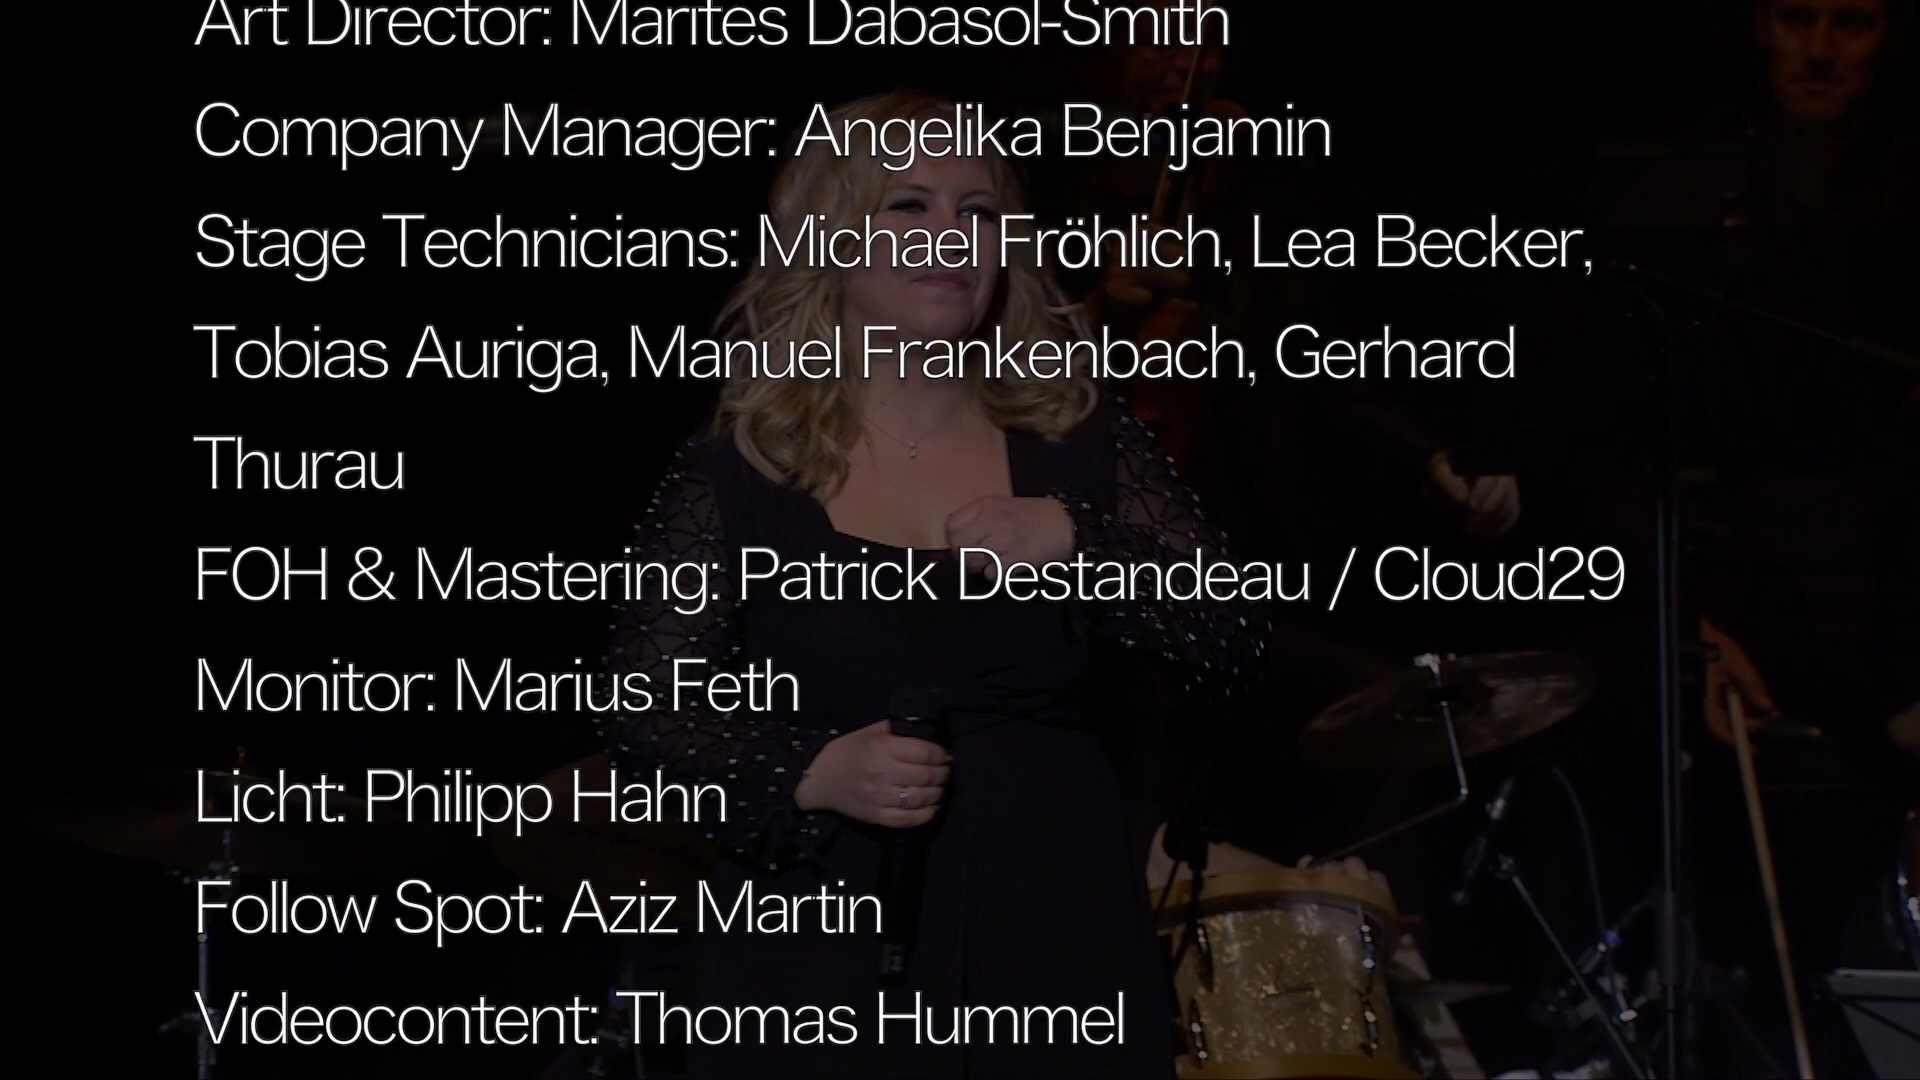 Art Director: Marites Dabasol-Smith
Company Manager: Angelika Benjamin
Stage Technicians: Michael Fröhlich, Lea Becker,
Tobias Auriga, Manuel Frankenbach, Gerhard
Thurau
FOH & Mastering: Patrick Destandeau / Cloud29
Monitor: Marius Feth
Licht: Philipp Hahn
Follow Spot: Aziz Martin
Videocontent: Thomas Hummel